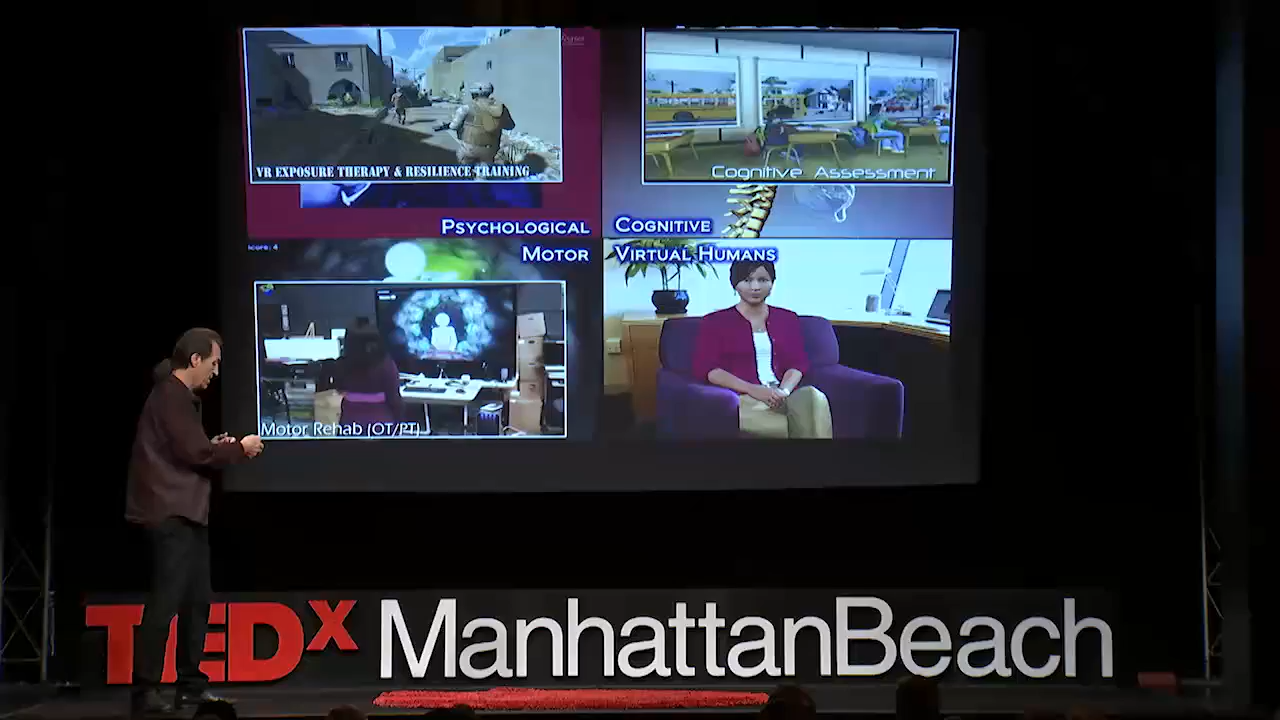 VR EXPOSURE THERAPY & RESILIENCE TRAINING
Cognitive Assessment
PSYCHOLOGICAL
COGNITIVE
MOTOR
VIRTUAL HUMANS
Motor Rehab (OT/PT)
TEDx ManhattanBeach